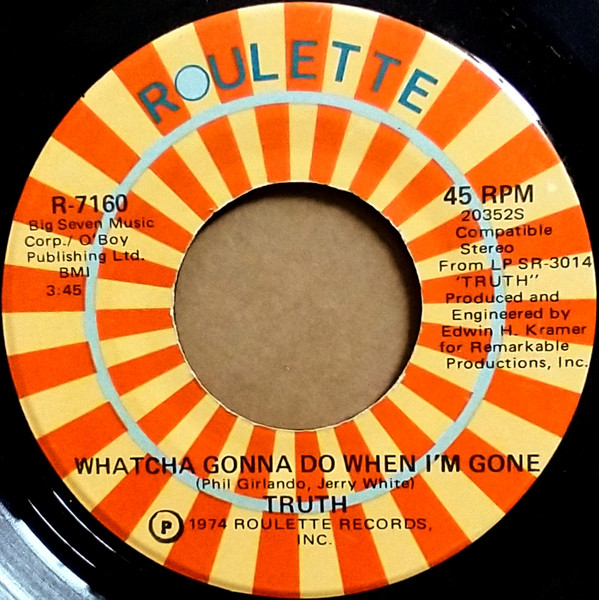 ROULETTE
R-7160
Big Seven Music
Corp./ O'Boy
Publishing Ltd.
BMI
3:45
45 RPM
20352S
Compatible
Stereo
From LP SR-3014
'TRUTH"
Produced and
Engineered by
Edwin H. Kramer
for Remarkable
Productions, Inc.
WHATCHA GONNA DO WHEN I'M GONE
(Phil Girlando, Jerry White)
TRUTH
Ⓟ 1974 ROULETTE RECORDS,
INC.